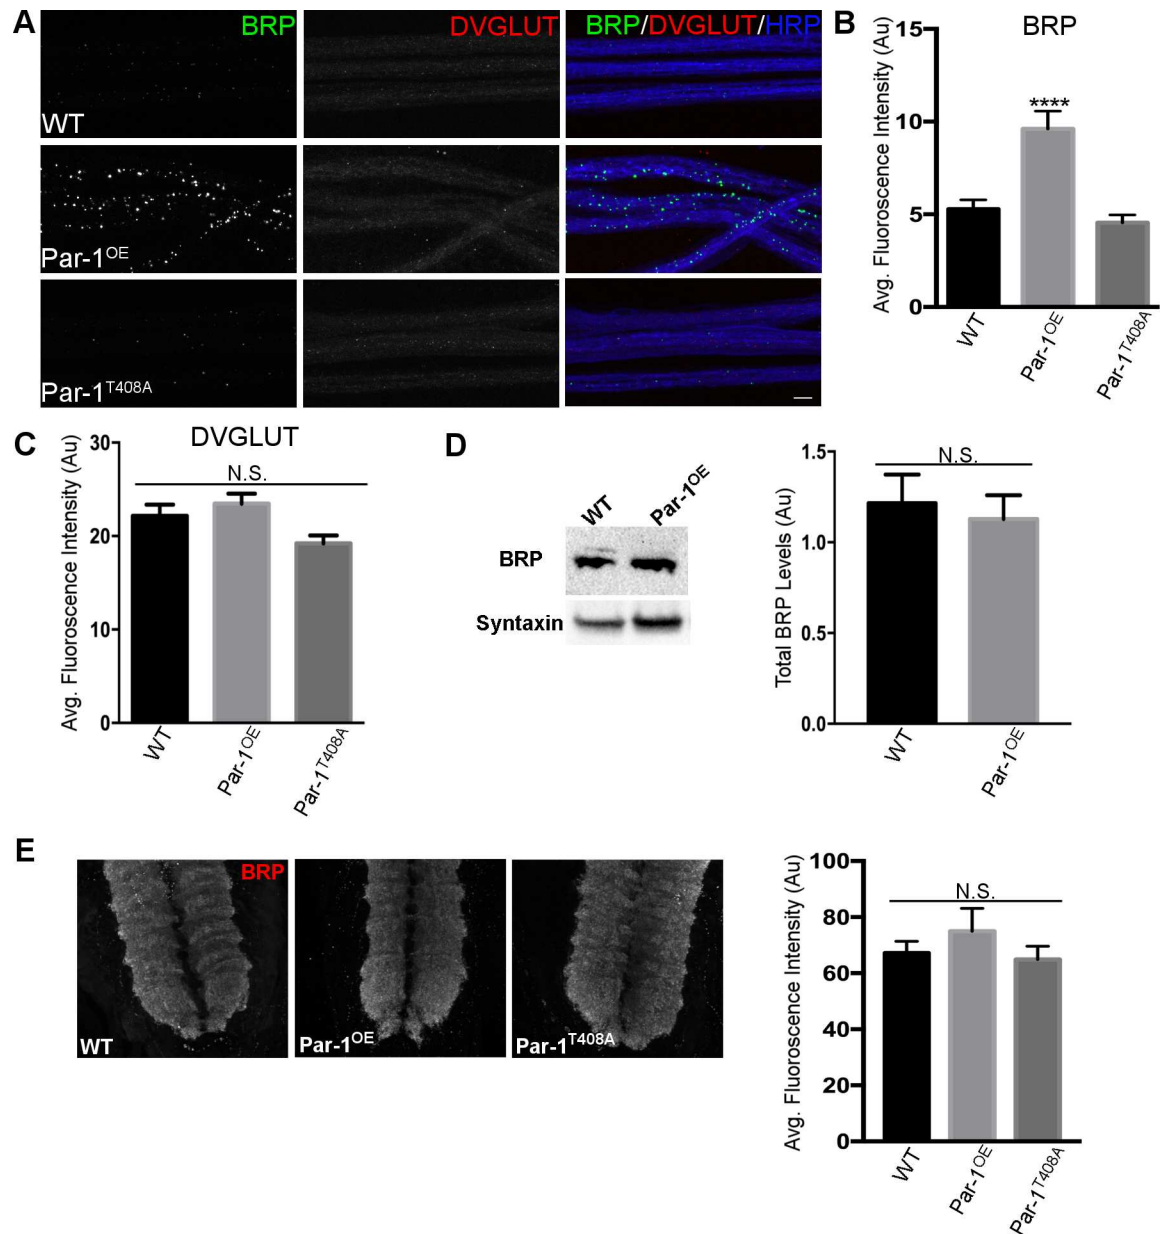 A
BRP
DVGLUT
BRP/DVGLUT/HRP
WT
Par-1OE
Par-1T408A
B
BRP
Avg. Fluoroscence Intensity (Au)
15
10
5
0
****
WT
Par-1OE
Par-1T408A
C
DVGLUT
Avg. Fluoroscence Intensity (Au)
30
20
10
0
N.S.
WT
Par-1OE
Par-1T408A
D
WT
Par-1OE
BRP
Syntaxin
Total BRP Levels (Au)
1.5
1.0
0.5
0.0
N.S.
WT
Par-1OE
E
BRP
WT
Par-1OE
Par-1T408A
Avg. Fluoroscence Intensity (Au)
100
80
60
40
20
0
N.S.
WT
Par-1OE
Par-1T408A